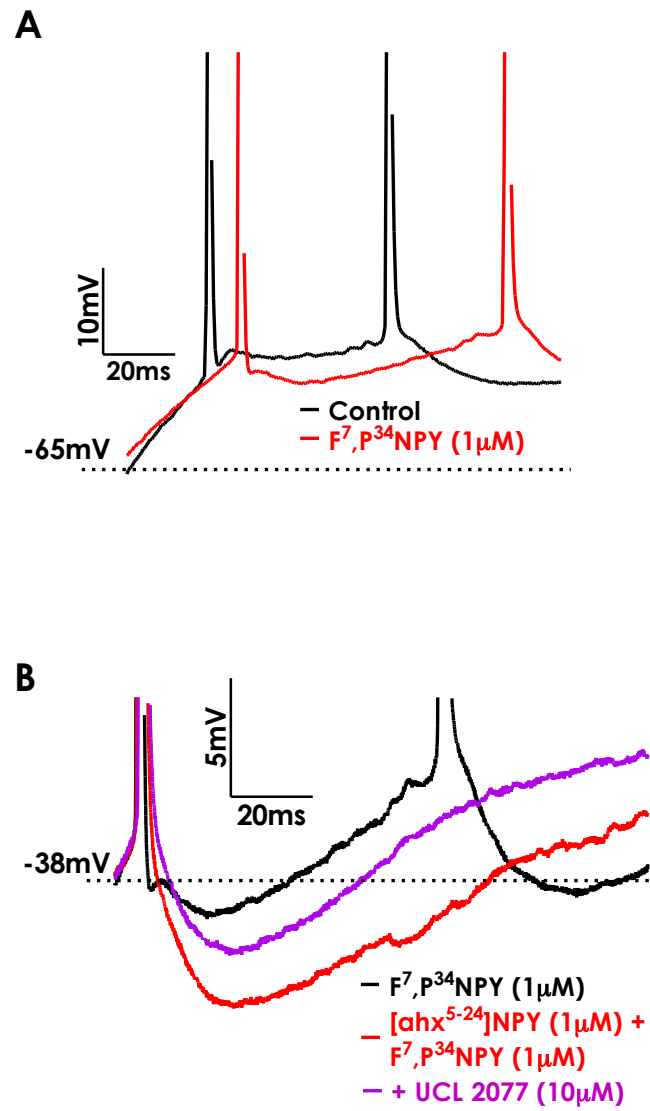 A
10mV
20ms
Control
F⁷,P³⁴NPY (1µM)
-65mV
B
5mV
20ms
-38mV
F⁷,P³⁴NPY (1µM)
[ahx⁵⁻²⁴]NPY (1µM) +
F⁷,P³⁴NPY (1µM)
+ UCL 2077 (10µM)